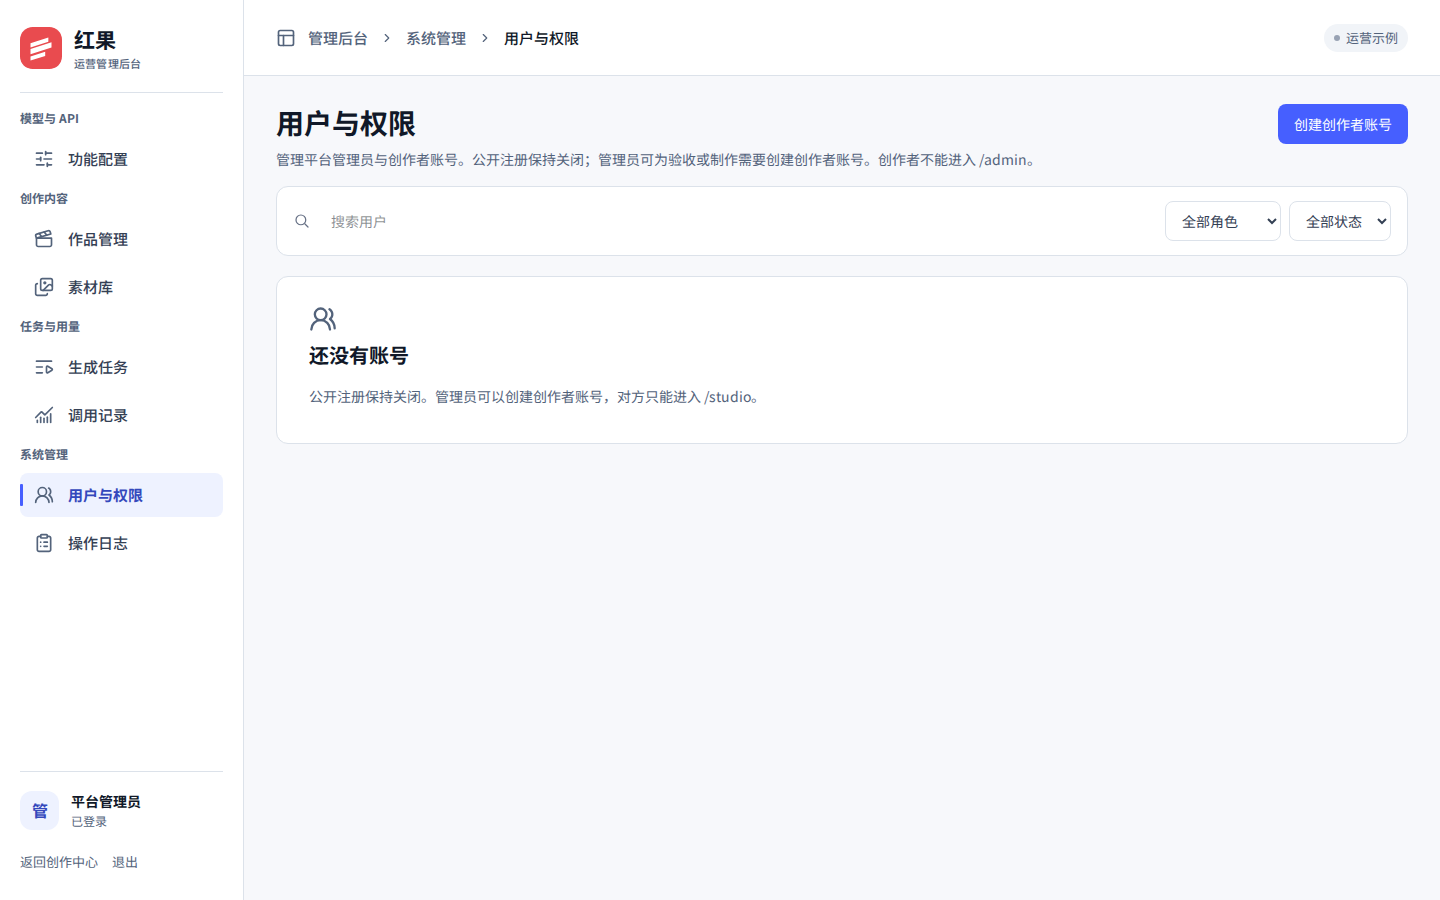 红果
运营管理后台
模型与 API
功能配置
创作内容
作品管理
素材库
任务与用量
生成任务
调用记录
系统管理
用户与权限
操作日志
管
平台管理员
已登录
返回创作中心 退出
管理后台 系统管理 用户与权限
运营示例
用户与权限
创建创作者账号
管理平台管理员与创作者账号。公开注册保持关闭；管理员可为验收或制作需要创建创作者账号。创作者不能进入 /admin。
搜索用户
全部角色 全部状态
还没有账号
公开注册保持关闭。管理员可以创建创作者账号，对方只能进入 /studio。